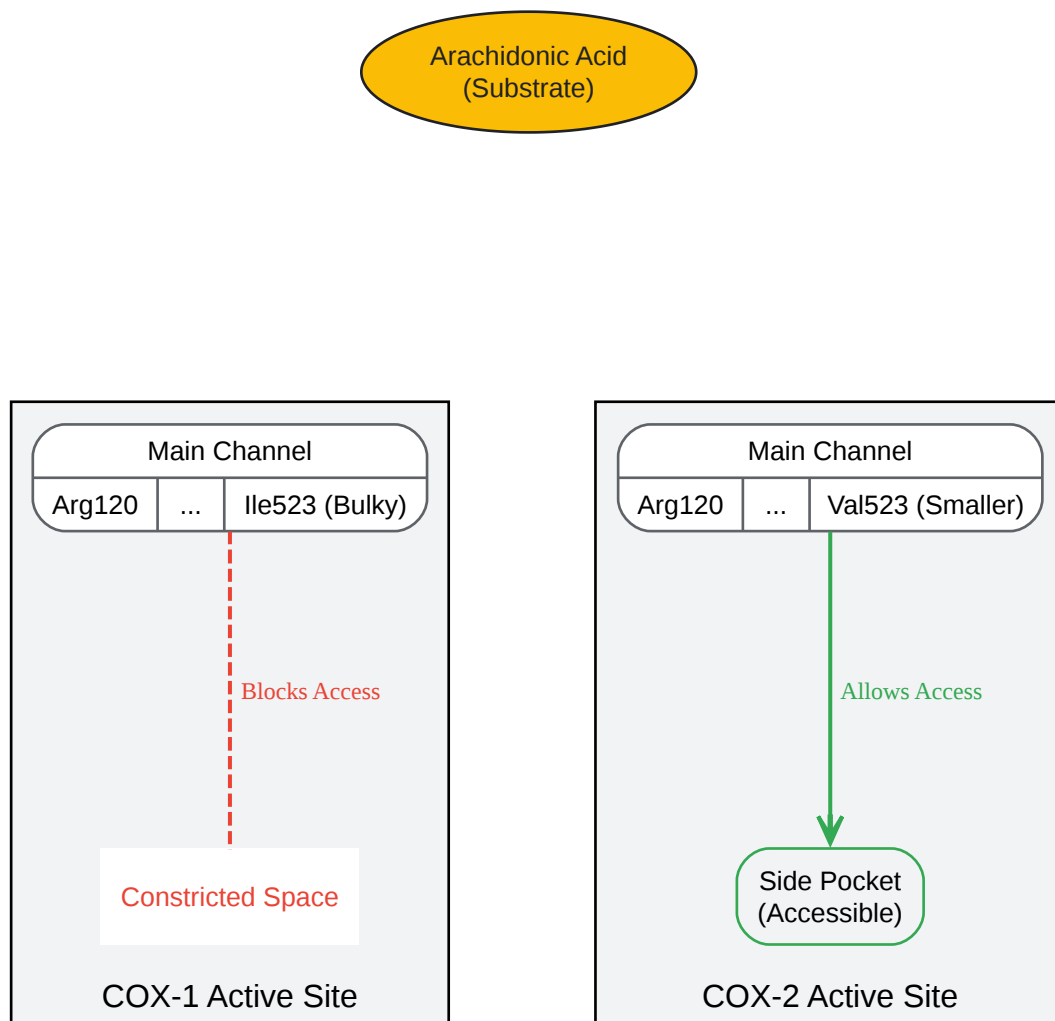 Arachidonic Acid
(Substrate)
Main Channel
Arg120 ... Ile523 (Bulky)
Blocks Access
Constricted Space
COX-1 Active Site
Main Channel
Arg120 ... Val523 (Smaller)
Allows Access
Side Pocket
(Accessible)
COX-2 Active Site